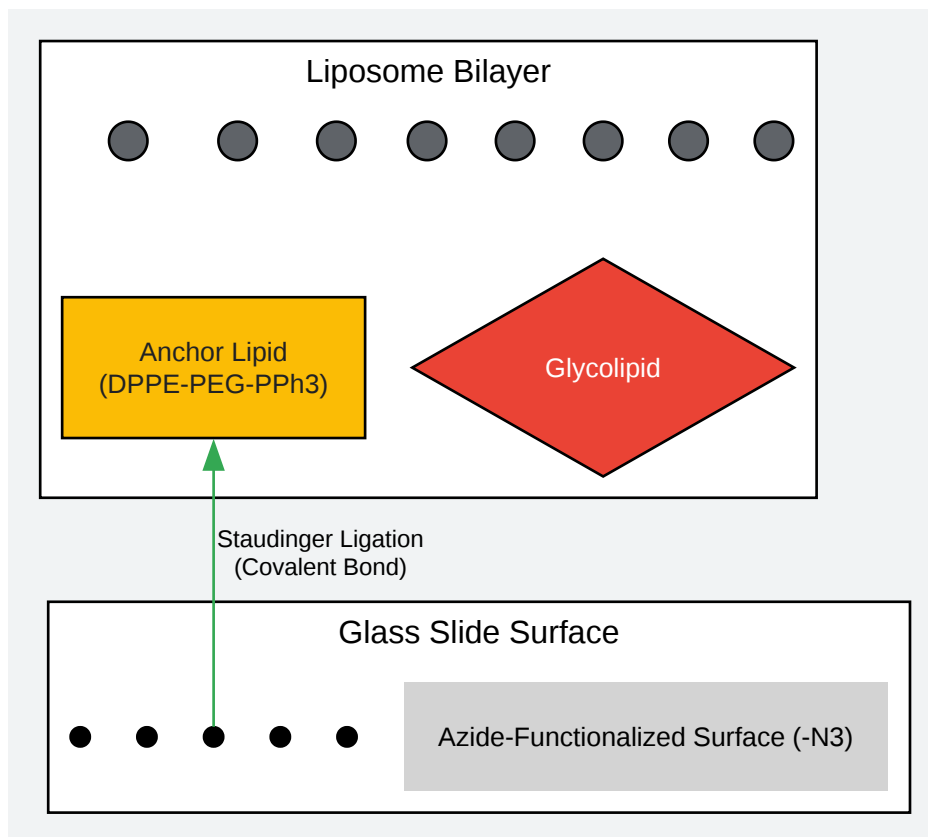 Liposome Bilayer
Anchor Lipid
(DPPE-PEG-PPh3)
Glycolipid
Staudinger Ligation
(Covalent Bond)
Glass Slide Surface
Azide-Functionalized Surface (-N3)